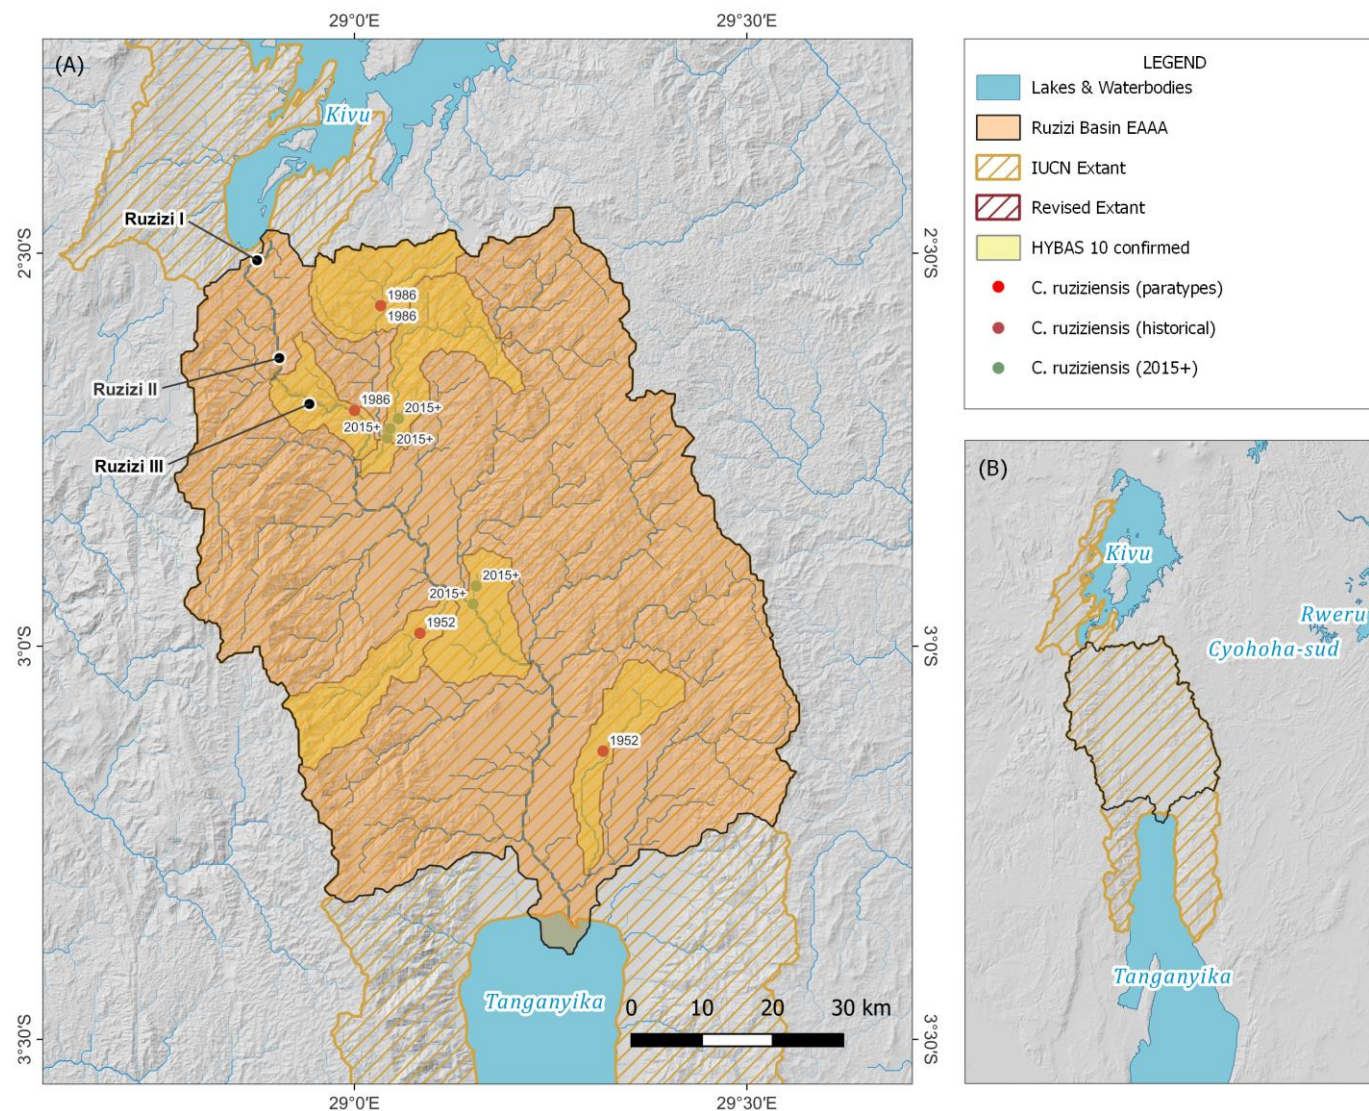 29°0'E
29°30'E
(A)
Kivu
Ruzizi I
2°30'S
2°30'S
1986
1986
Ruzizi II
1986
2015+
2015+
2015+
Ruzizi III
2015+
2015+
1952
3°0'S
3°0'S
1952
Tanganyika
0 10 20 30 km
3°30'S
3°30'S
29°0'E
29°30'E
LEGEND
Lakes & Waterbodies
Ruzizi Basin EAAA
IUCN Extant
Revised Extant
HYBAS 10 confirmed
C. ruziziensis (paratypes)
C. ruziziensis (historical)
C. ruziziensis (2015+)
(B)
Kivu
Rweru
Cyohoha-sud
Tanganyika